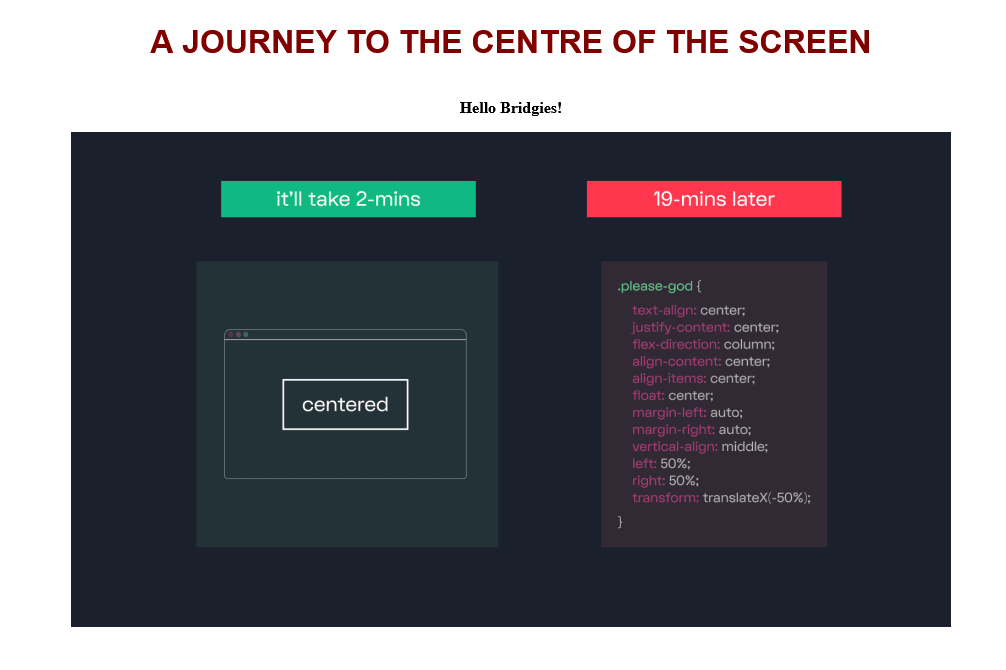 A JOURNEY TO THE CENTRE OF THE SCREEN
Hello Bridgies!
it'll take 2-mins
19-mins later
centered
.please-god {
text-align: center;
justify-content: center;
flex-direction: column;
align-content: center;
align-items: center;
float: center;
margin-left: auto;
margin-right: auto;
vertical-align: middle;
left: 50%;
right: 50%;
transform: translateX(-50%);
}